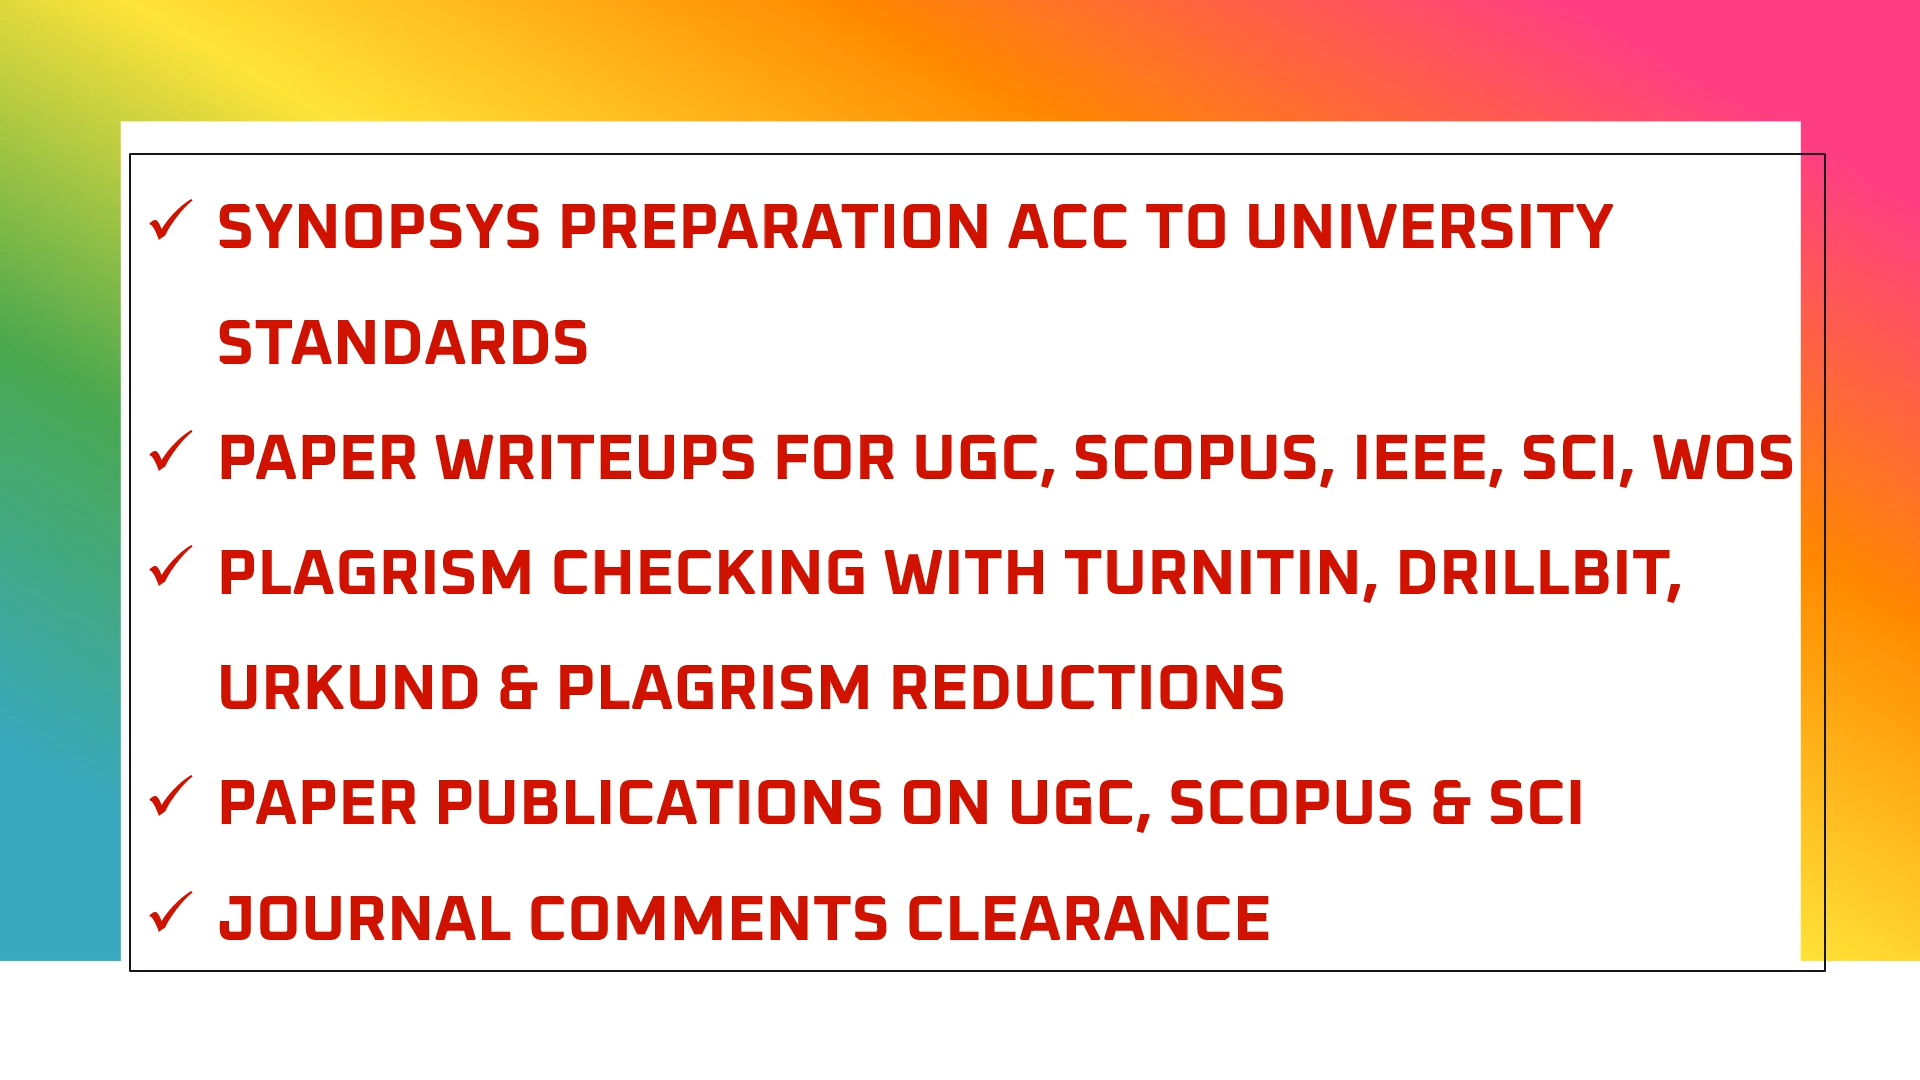 ✓ SYNOPSYS PREPARATION ACC TO UNIVERSITY
STANDARDS
✓ PAPER WRITEUPS FOR UGC, SCOPUS, IEEE, SCI, WOS
✓ PLAGRISM CHECKING WITH TURNITIN, DRILLBIT,
URKUND & PLAGRISM REDUCTIONS
✓ PAPER PUBLICATIONS ON UGC, SCOPUS & SCI
✓ JOURNAL COMMENTS CLEARANCE